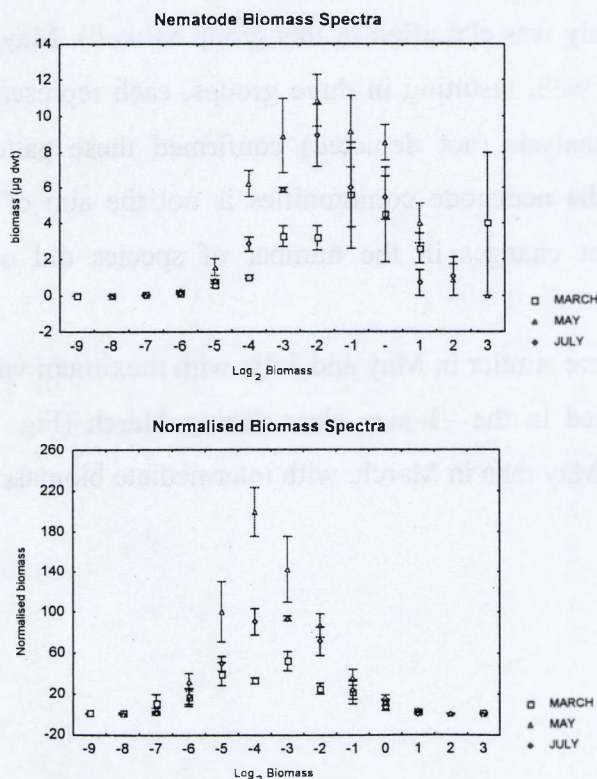 Nematode Biomass Spectra
14
12
10
8
6
4
2
0
-2
biomass (µg dwt)
-9 -8 -7 -6 -5 -4 -3 -2 -1 0 1 2 3
Log2 Biomass
MARCH
MAY
JULY
Normalised Biomass Spectra
260
220
180
140
100
60
20
-20
Normalised biomass
-9 -8 -7 -6 -5 -4 -3 -2 -1 0 1 2 3
Log2 Biomass
MARCH
MAY
JULY